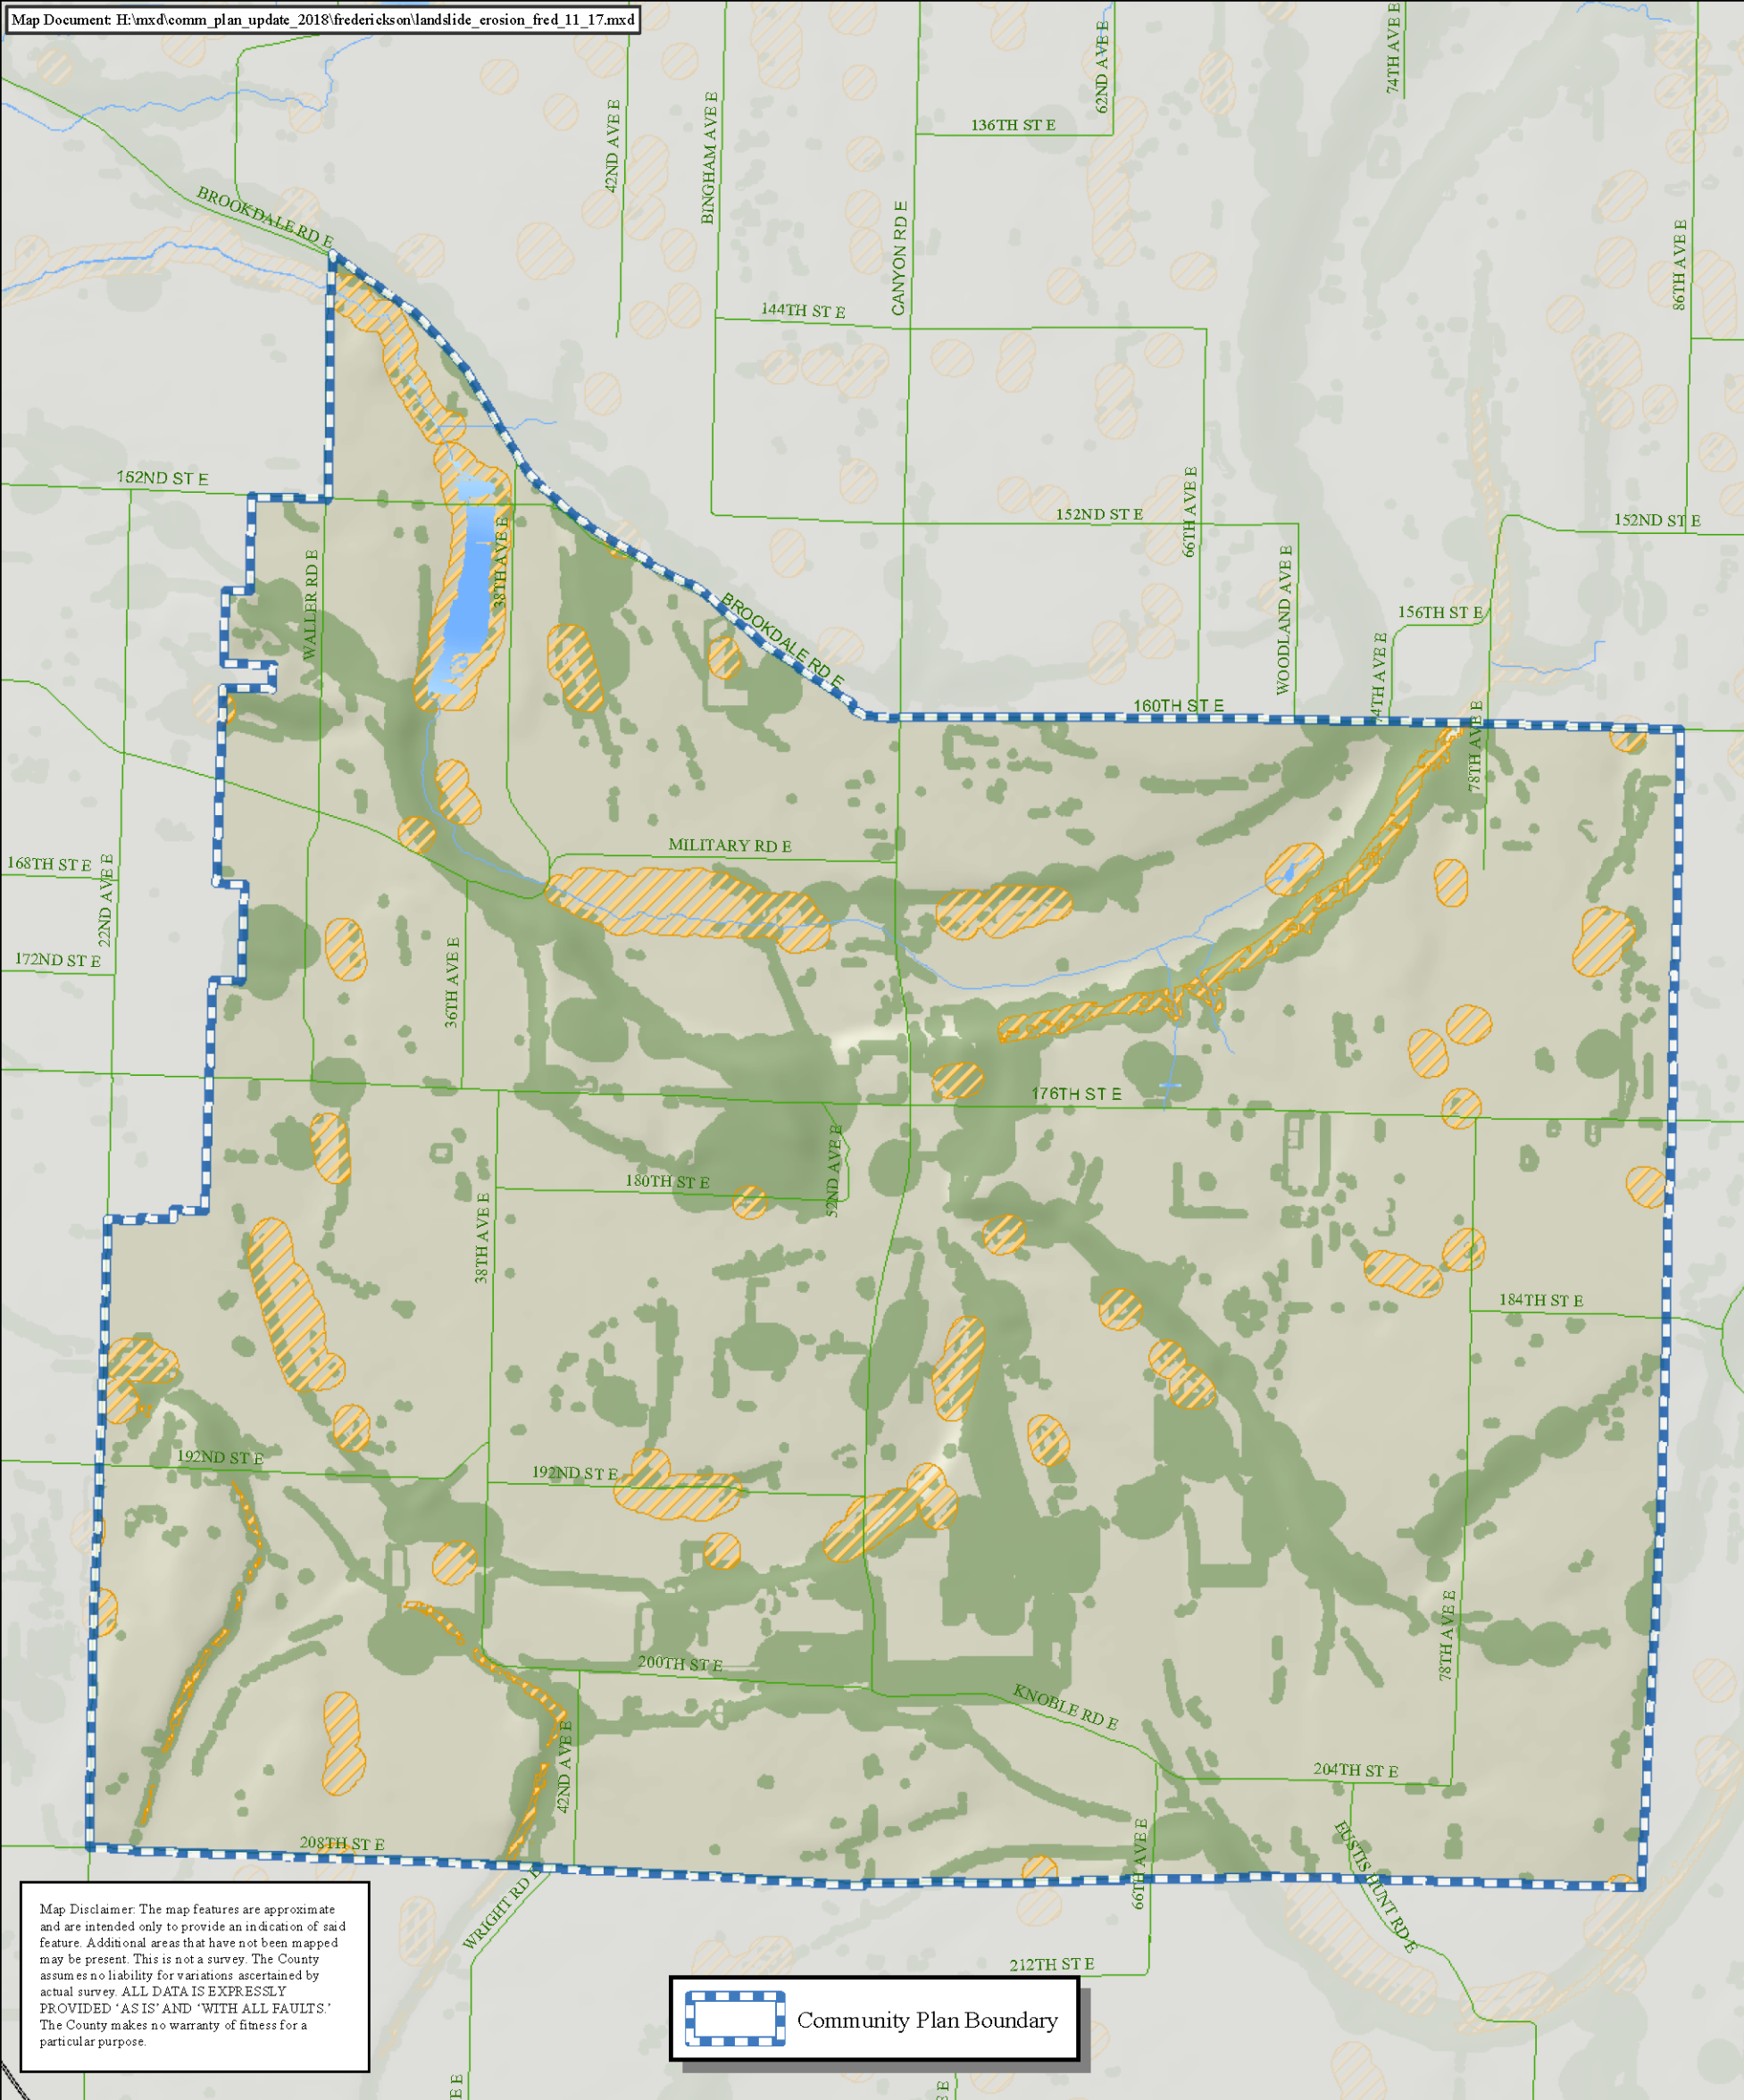 Map Document: H:\mxd\comm_plan_update_2018\frederickson\landslide_erosion_fred_11_17.mxd
74TH AVE E
62ND AVE E
42ND AVE E
BINGHAM AVE E
136TH ST E
BROOKDALE RD E
CANYON RD E
86TH AVE E
144TH ST E
152ND ST E
38TH AVE E
66TH AVE E
152ND ST E
152ND ST E
WALLER RD E
WOODLAND AVE E
156TH ST E
BROOKDALE RD E
74TH AVE E
160TH ST E
78TH AVE E
MILITARY RD E
168TH ST E
22ND AVE E
172ND ST E
36TH AVE E
176TH ST E
52ND AVE E
180TH ST E
38TH AVE E
184TH ST E
192ND ST E
192ND ST E
78TH AVE E
200TH ST E
KNOBLE RD E
42ND AVE E
204TH ST E
208TH ST E
66TH AVE E
EUSTIS HUNT RD E
WRIGHT RD E
212TH ST E
Map Disclaimer: The map features are approximate
and are intended only to provide an indication of said
feature. Additional areas that have not been mapped
may be present. This is not a survey. The County
assumes no liability for variations ascertained by
actual survey. ALL DATA IS EXPRESSLY
PROVIDED ‘AS IS’ AND ‘WITH ALL FAULTS.’
The County makes no warranty of fitness for a
particular purpose.
Community Plan Boundary
E E
E